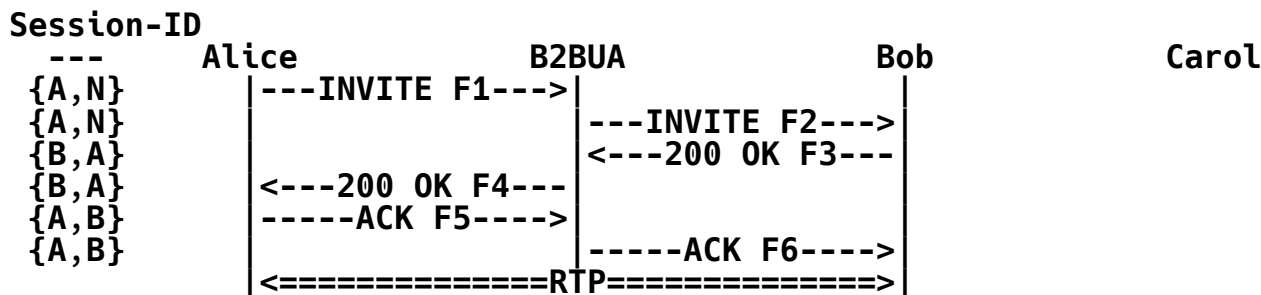 Session-ID
---    Alice            B2BUA             Bob            Carol
{A,N}      |---INVITE F1--->|                |
{A,N}      |                |---INVITE F2--->|
{B,A}      |                |<---200 OK F3---|
{B,A}      |<---200 OK F4---|                |
{A,B}      |-----ACK F5---->|                |
{A,B}      |                |-----ACK F6---->|
           |<==============RTP==============>|